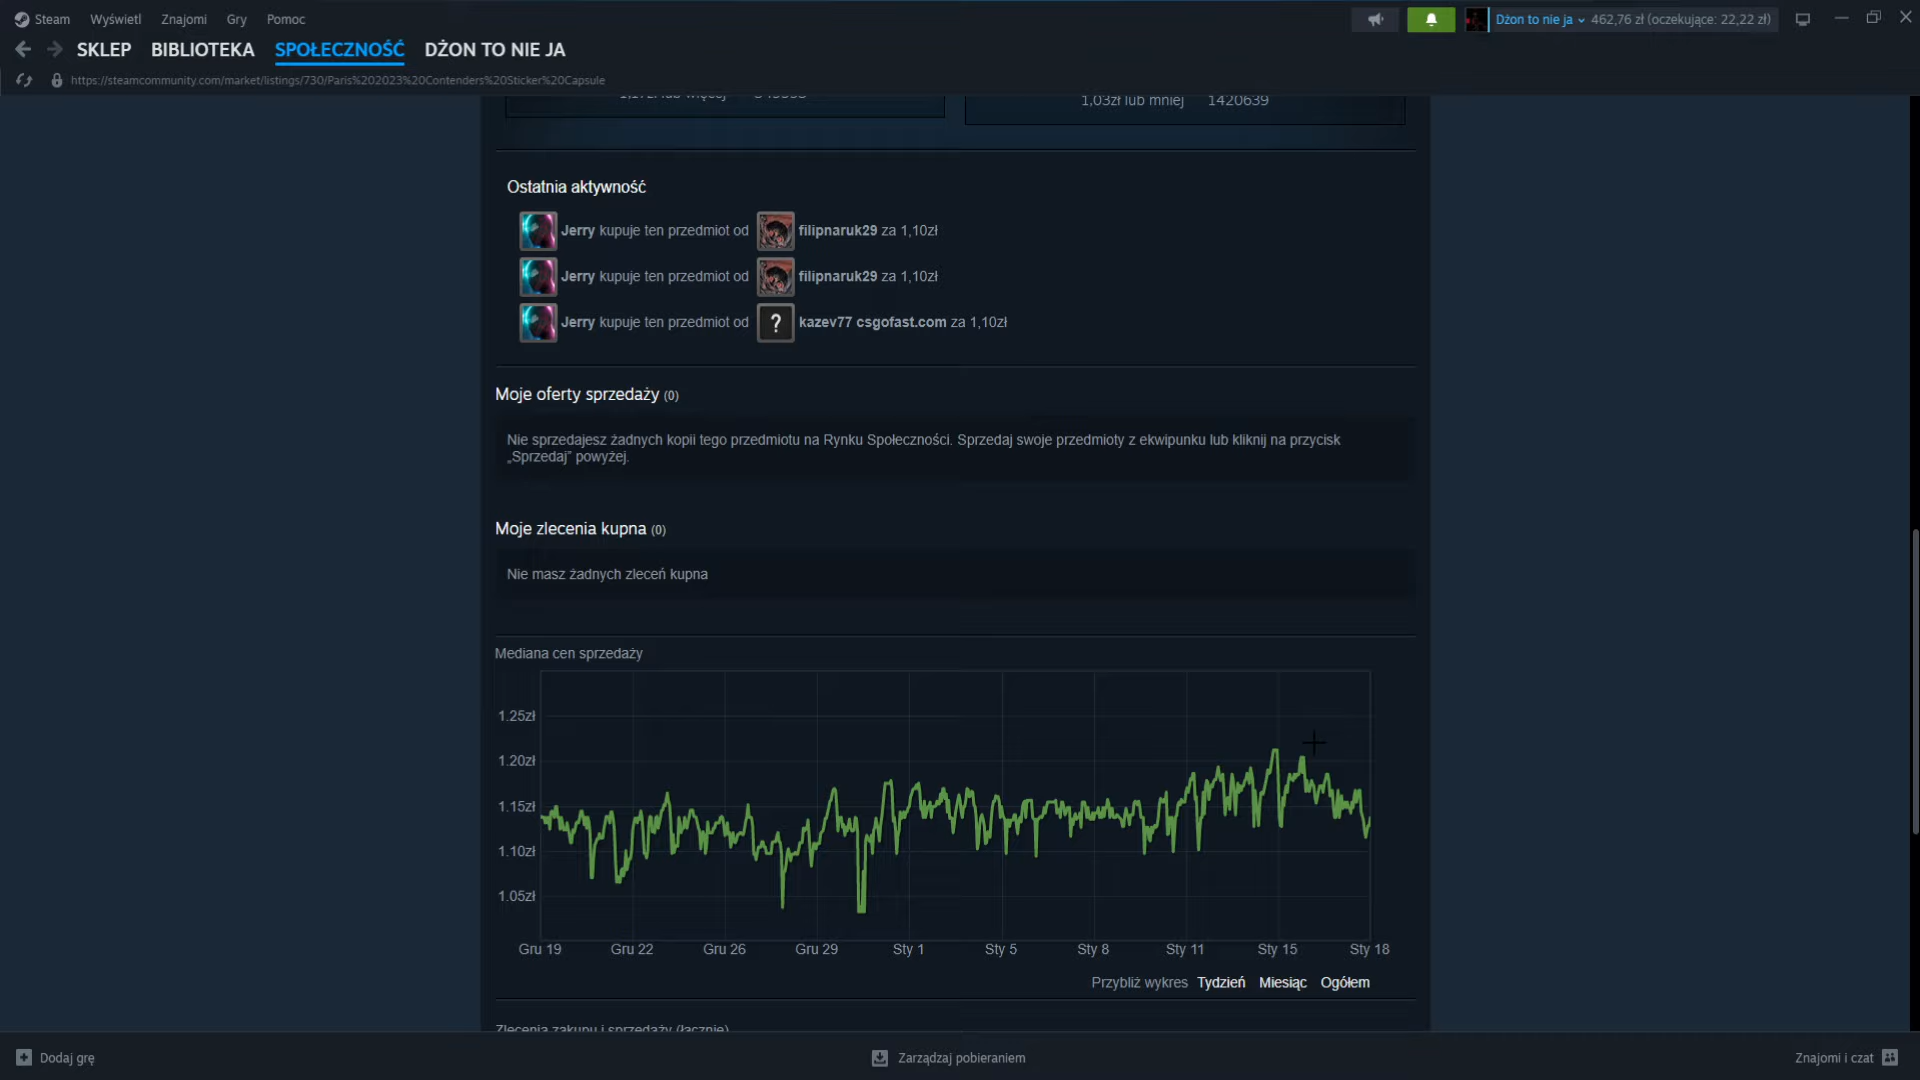 Steam Wyświetl Znajomi Gry Pomoc
Dżon to nie ja 462,76 zł (oczekujące: 22,22 zł)
SKLEP BIBLIOTEKA SPOŁECZNOŚĆ DŻON TO NIE JA
https://steamcommunity.com/market/listings/730/Paris%202023%20Contenders%20Sticker%20Capsule
1,03zł lub mniej 1420639
Ostatnia aktywność
Jerry kupuje ten przedmiot od filipnaruk29 za 1,10zł
Jerry kupuje ten przedmiot od filipnaruk29 za 1,10zł
Jerry kupuje ten przedmiot od ? kazev77 csgofast.com za 1,10zł
Moje oferty sprzedaży (0)
Nie sprzedajesz żadnych kopii tego przedmiotu na Rynku Społeczności. Sprzedaj swoje przedmioty z ekwipunku lub kliknij na przycisk
„Sprzedaj” powyżej.
Moje zlecenia kupna (0)
Nie masz żadnych zleceń kupna
Mediana cen sprzedaży
1.25zł
1.20zł
1.15zł
1.10zł
1.05zł
Gru 19 Gru 22 Gru 26 Gru 29 Sty 1 Sty 5 Sty 8 Sty 11 Sty 15 Sty 18
Przybliż wykres Tydzień Miesiąc Ogółem
Zlecenia zakupu i sprzedaży (łącznie)
Dodaj grę
Zarządzaj pobieraniem
Znajomi i czat